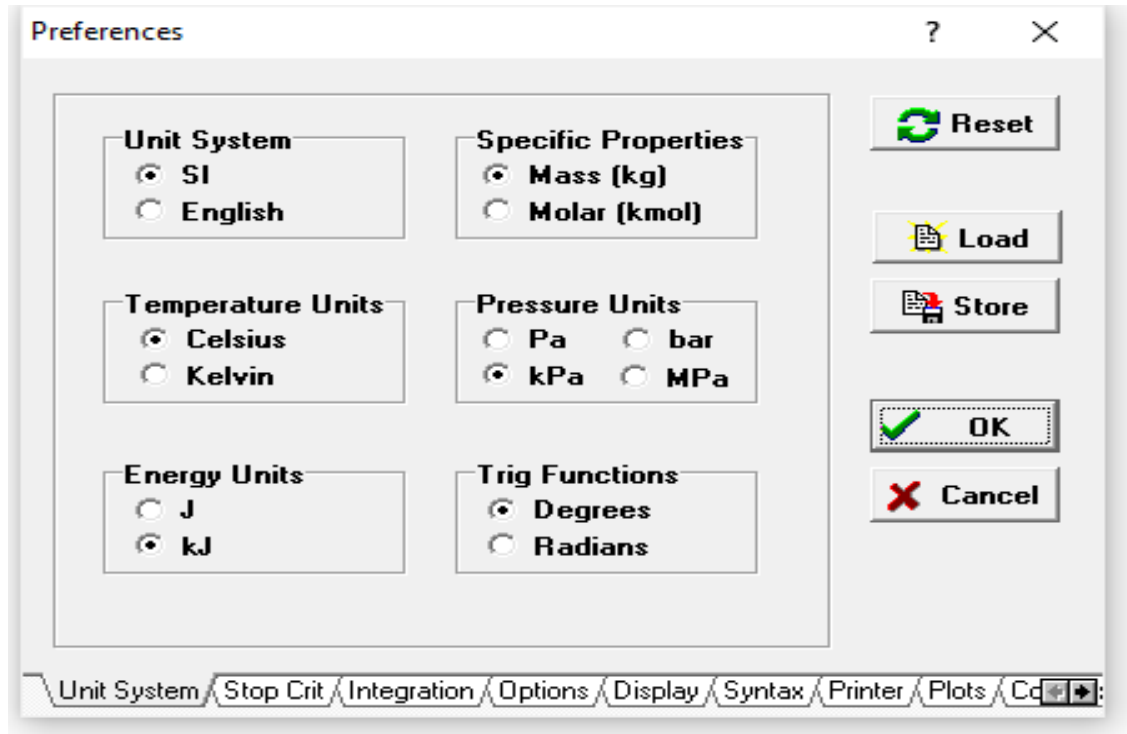 Preferences
?
Unit System
SI
English
Specific Properties
Mass (kg)
Molar (kmol)
Temperature Units
Celsius
Kelvin
Pressure Units
Pa
bar
kPa
MPa
Energy Units
J
kJ
Trig Functions
Degrees
Radians
Reset
Load
Store
OK
Cancel
Unit System Stop Crit Integration Options Display Syntax Printer Plots